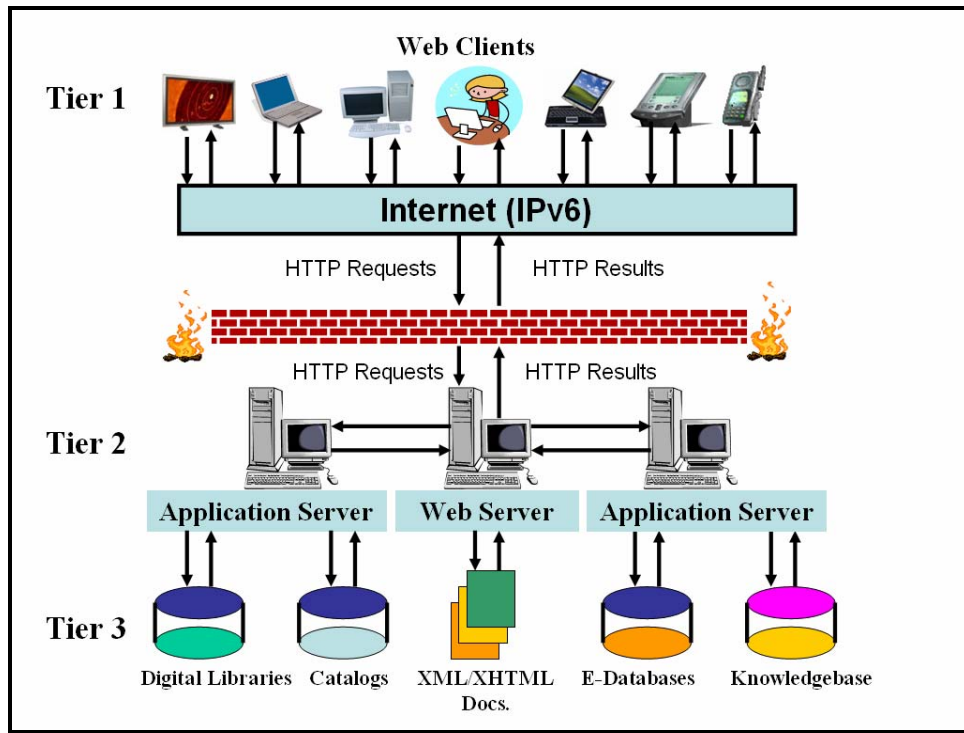 Web Clients
Tier 1
Internet (IPv6)
HTTP Requests
HTTP Results
HTTP Requests
HTTP Results
Tier 2
Application Server
Web Server
Application Server
Tier 3
Digital Libraries
Catalogs
XML/XHTML
Docs.
E-Databases
Knowledgebase